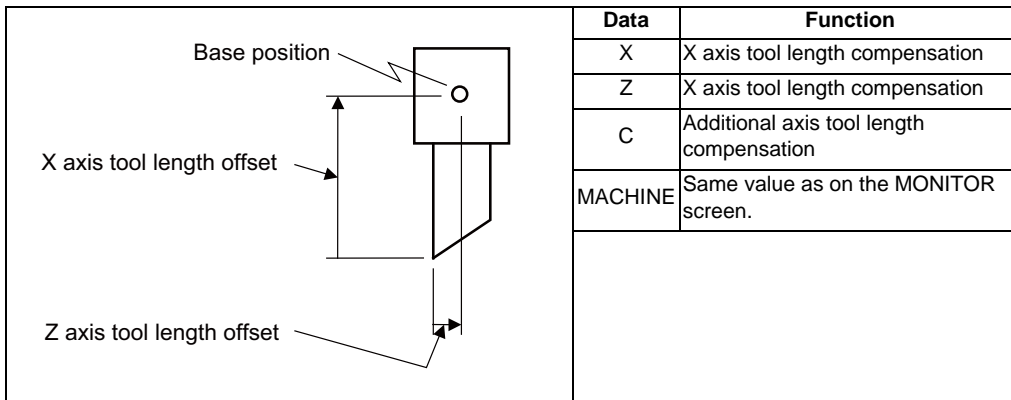 Base position
X axis tool length offset
Z axis tool length offset
Data Function
X X axis tool length compensation
Z X axis tool length compensation
C Additional axis tool length
compensation
MACHINE Same value as on the MONITOR
screen.